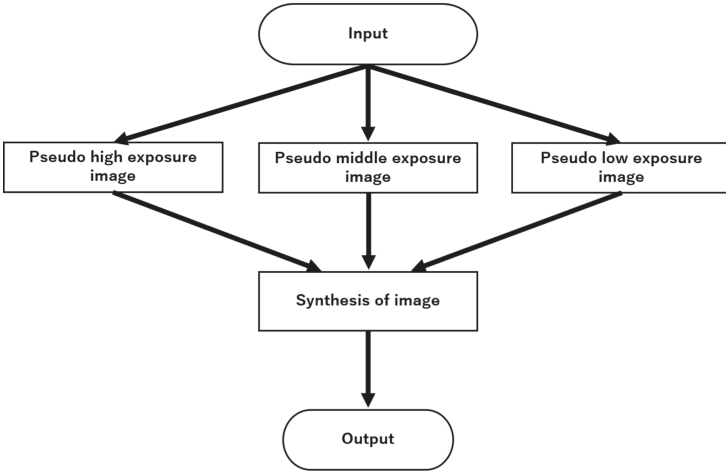 Input
Pseudo high exposure
image
Pseudo middle exposure
image
Pseudo low exposure
image
Synthesis of image
Output